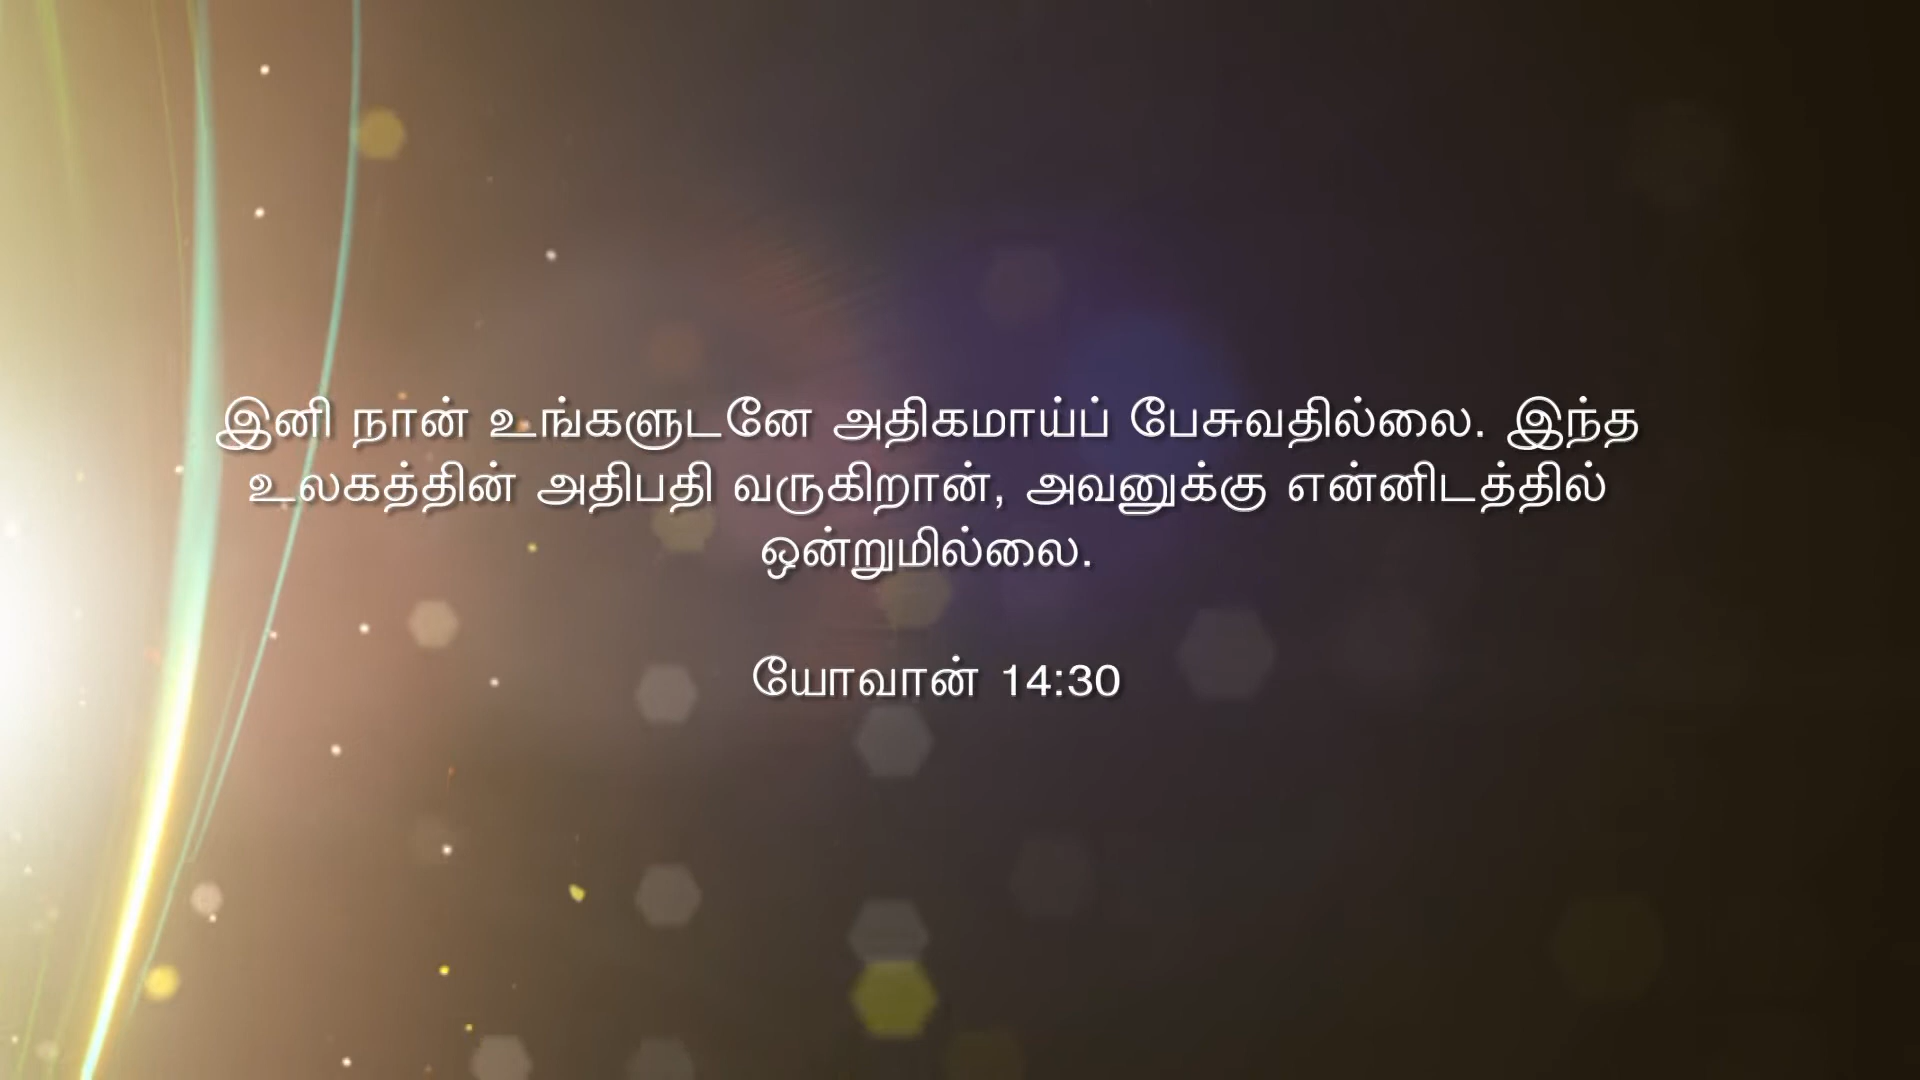 இனி நான் உங்களுடனே அதிகமாய்ப் பேசுவதில்லை. இந்த
உலகத்தின் அதிபதி வருகிறான், அவனுக்கு என்னிடத்தில்
ஒன்றுமில்லை.
யோவான் 14:30